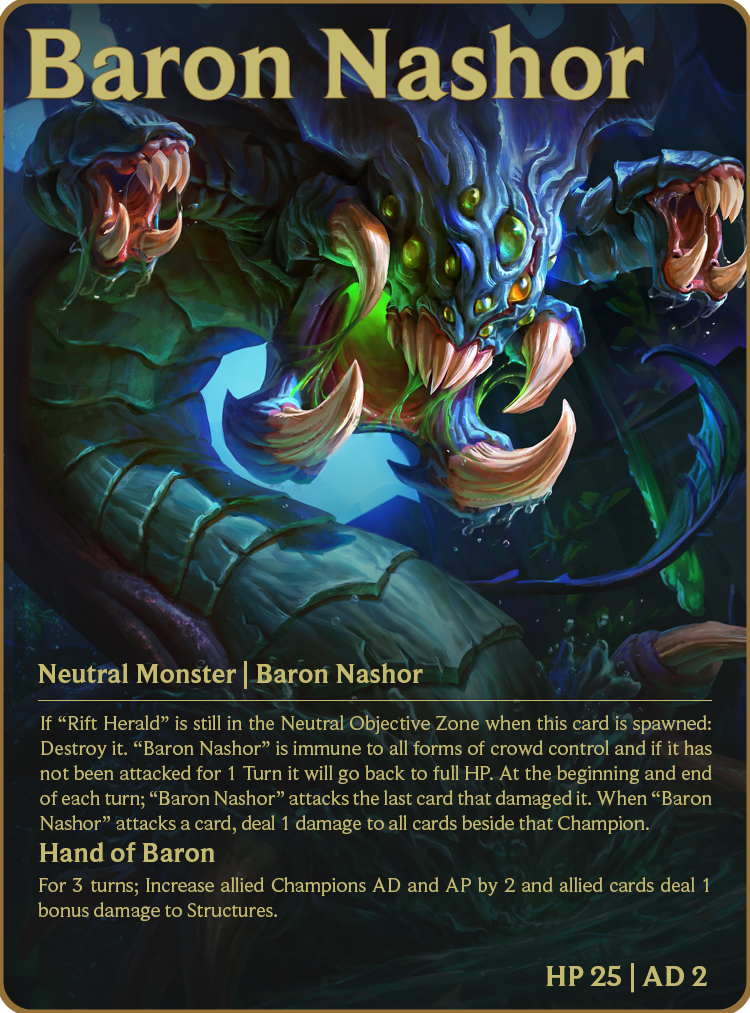 Baron Nashor
Neutral Monster | Baron Nashor
If “Rift Herald” is still in the Neutral Objective Zone when this card is spawned:
Destroy it. “Baron Nashor” is immune to all forms of crowd control and if it has
not been attacked for 1 Turn it will go back to full HP. At the beginning and end
of each turn; “Baron Nashor” attacks the last card that damaged it. When “Baron
Nashor” attacks a card, deal 1 damage to all cards beside that Champion.
Hand of Baron
For 3 turns; Increase allied Champions AD and AP by 2 and allied cards deal 1
bonus damage to Structures.
HP 25 | AD 2